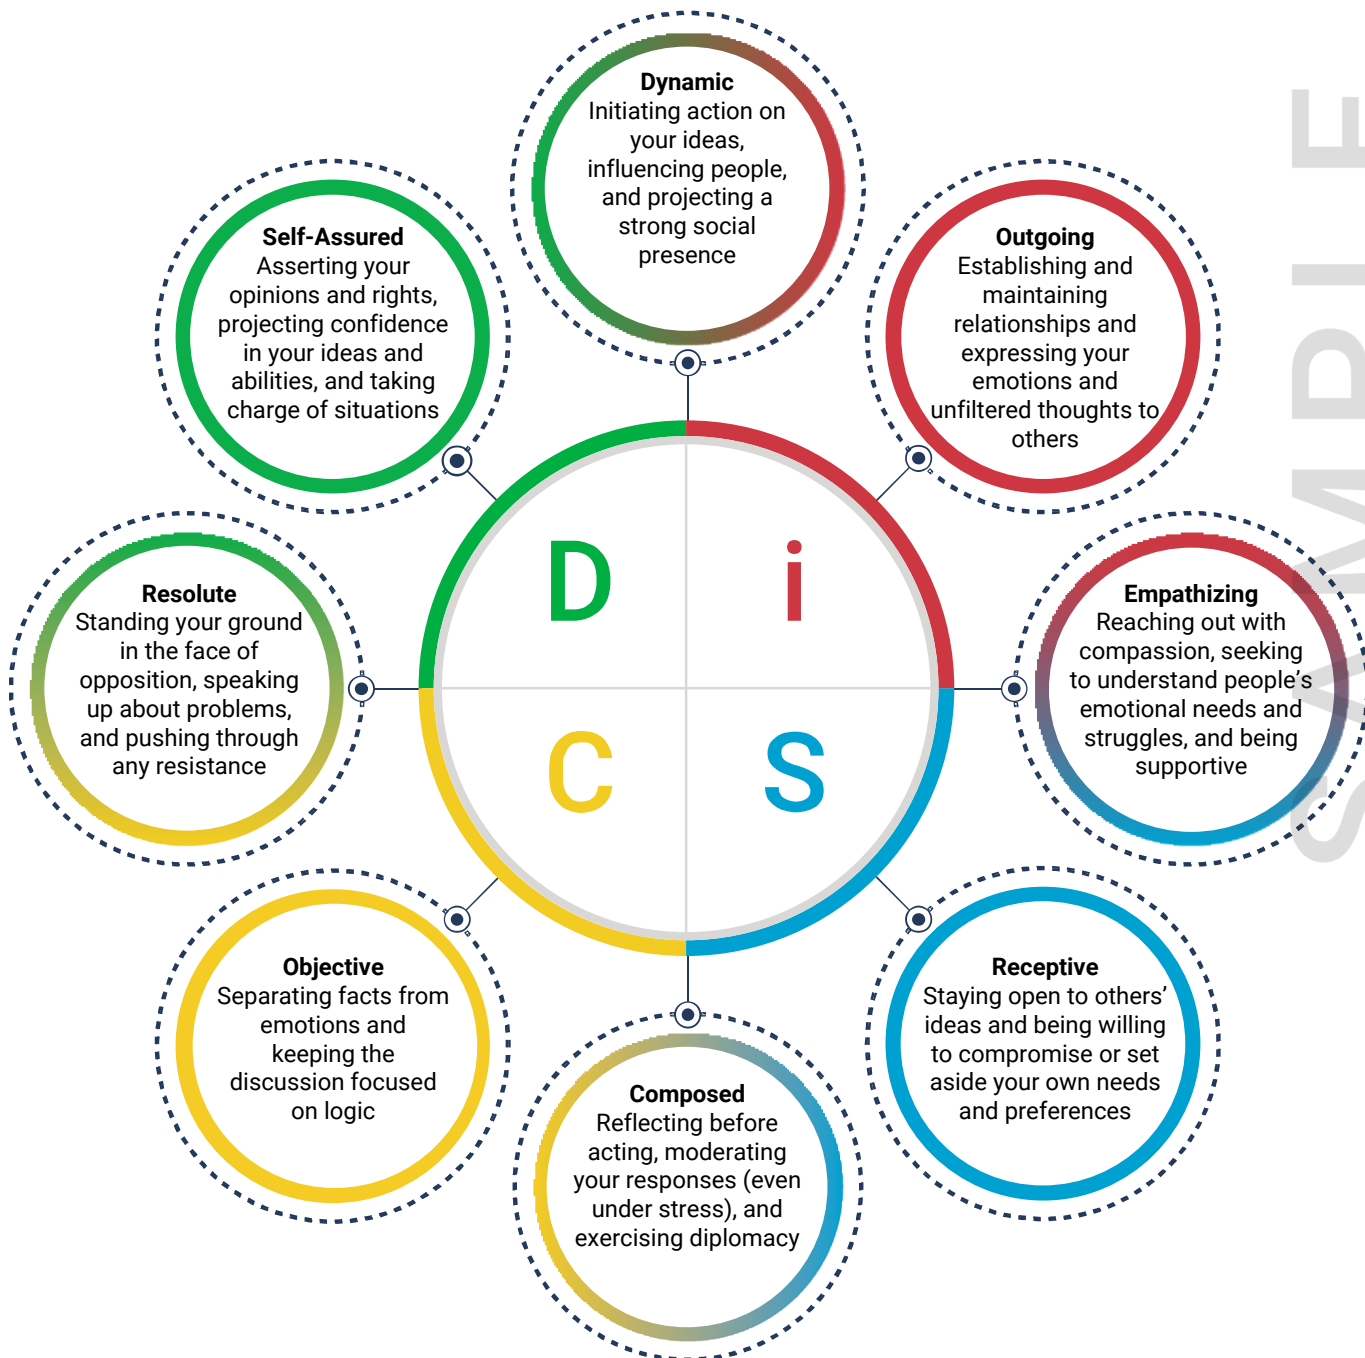 Dynamic
Initiating action on
your ideas,
influencing people,
and projecting a
strong social
presence
Self-Assured
Asserting your
opinions and rights,
projecting confidence
in your ideas and
abilities, and taking
charge of situations
Outgoing
Establishing and
maintaining
relationships and
expressing your
emotions and
unfiltered thoughts to
others
D
i
Resolute
Standing your ground
in the face of
opposition, speaking
up about problems,
and pushing through
any resistance
Empathizing
Reaching out with
compassion, seeking
to understand people's
emotional needs and
struggles, and being
supportive
C
S
Objective
Separating facts from
emotions and
keeping the
discussion focused
on logic
Receptive
Staying open to others'
ideas and being willing
to compromise or set
aside your own needs
and preferences
Composed
Reflecting before
acting, moderating
your responses (even
under stress), and
exercising diplomacy
SAMPLE